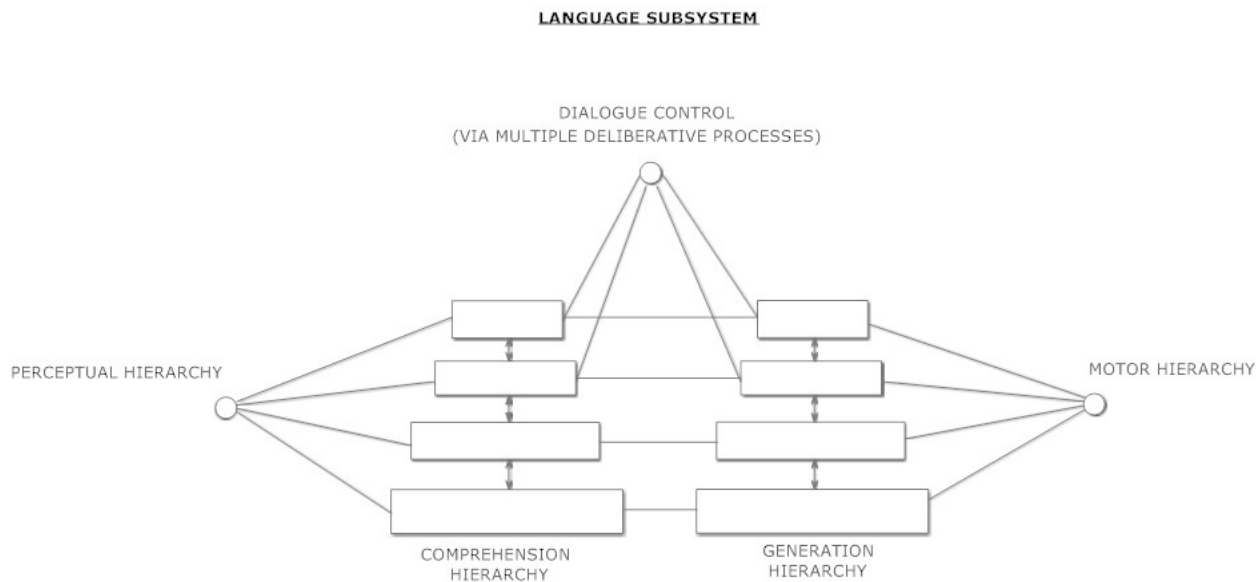 LANGUAGE SUBSYSTEM
DIALOGUE CONTROL
(VIA MULTIPLE DELIBERATIVE PROCESSES)
PERCEPTUAL HIERARCHY
MOTOR HIERARCHY
COMPREHENSION
HIERARCHY
GENERATION
HIERARCHY